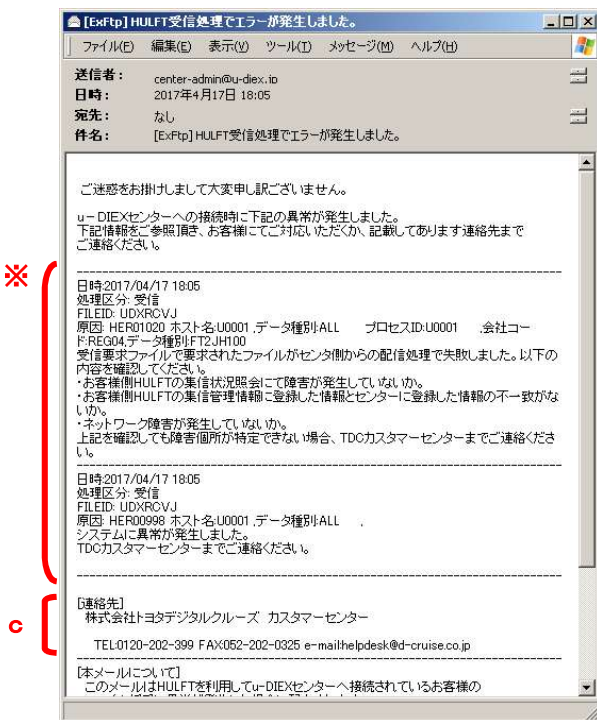 [ExFtp] HULFT受信処理でエラーが発生しました。
ファイル(F) 編集(E) 表示(V) ツール(T) メッセージ(M) ヘルプ(H)
送信者： center-admin@u-diex.jp
日時： 2017年4月17日 18:05
宛先： なし
件名： [ExFtp] HULFT受信処理でエラーが発生しました。
ご迷惑をお掛けしまして大変申し訳ございません。
u－DIEXセンターへの接続時に下記の異常が発生しました。
下記情報をご参照頂き、お客様にてご対応いただくか、記載してあります連絡先まで
ご連絡ください。
※
------------------------------------------------------------
日時:2017/04/17 18:05
処理区分: 受信
FILEID: UDXRCVJ
原因: HER01020 ホスト名:U0001 ,データ種別:ALL プロセスID:U0001 ,会社コー
ド:REG04,データ種別:FT2JH100
受信要求ファイルで要求されたファイルがセンタ側からの配信処理で失敗しました。以下の
内容を確認してください。
・お客様側HULFTの集信状況照会にて障害が発生していないか。
・お客様側HULFTの集信管理情報に登録した情報とセンターに登録した情報の不一致がな
いか。
・ネットワーク障害が発生していないか。
上記を確認しても障害個所が特定できない場合、TDCカスタマーセンターまでご連絡くださ
い。
------------------------------------------------------------
日時:2017/04/17 18:05
処理区分: 受信
FILEID: UDXRCVJ
原因: HER00998 ホスト名:U0001 ,データ種別:ALL ,
システムに異常が発生しました。
TDCカスタマーセンターまでご連絡ください。
------------------------------------------------------------
c
[連絡先]
株式会社トヨタデジタルクルーズ カスタマーセンター
TEL:0120-202-399 FAX:052-202-0325 e-mail:helpdesk@d-cruise.co.jp
------------------------------------------------------------
[本メールについて]
このメールはHULFTを利用してu-DIEXセンターへ接続されているお客様の